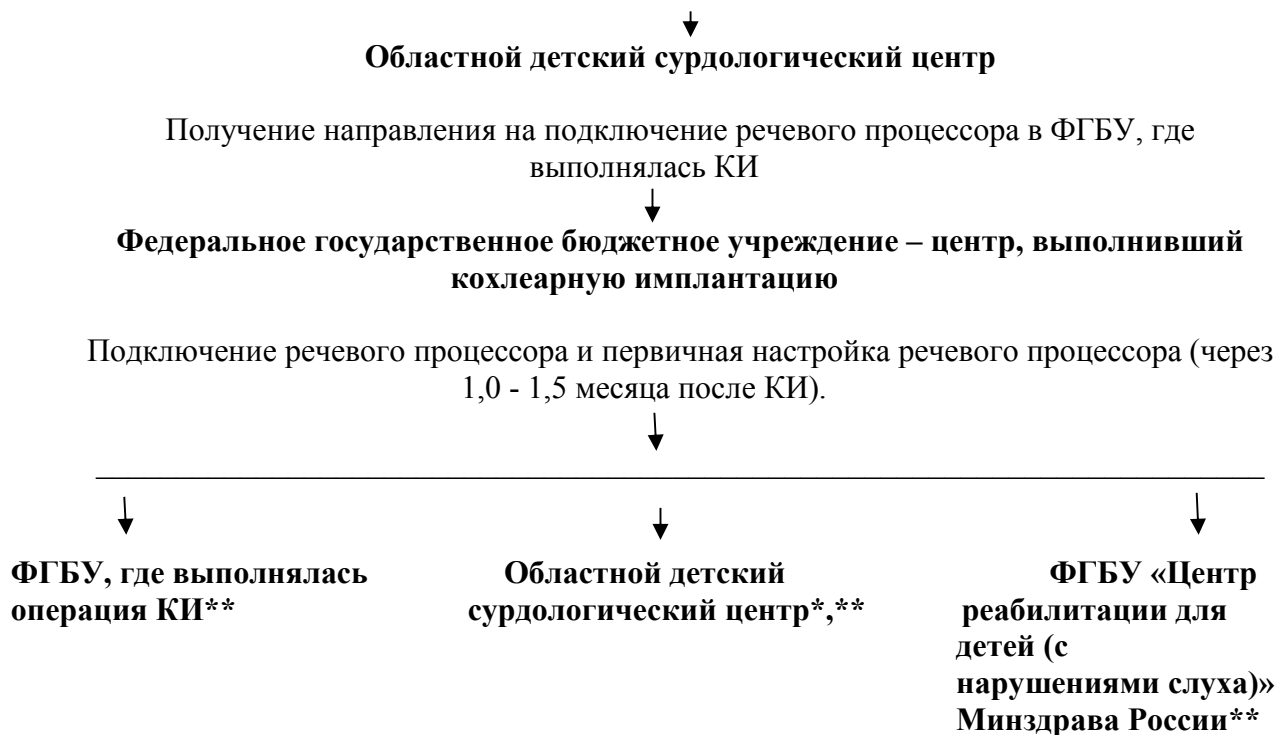 Областной детский сурдологический центр
Получение направления на подключение речевого процессора в ФГБУ, где
выполнялась КИ
Федеральное государственное бюджетное учреждение – центр, выполнивший
кохлеарную имплантацию
Подключение речевого процессора и первичная настройка речевого процессора (через
1,0 - 1,5 месяца после КИ).
ФГБУ, где выполнялась
операция КИ**
Областной детский
сурдологический центр*,**
ФГБУ «Центр
реабилитации для
детей (с
нарушениями слуха)»
Минздрава России**